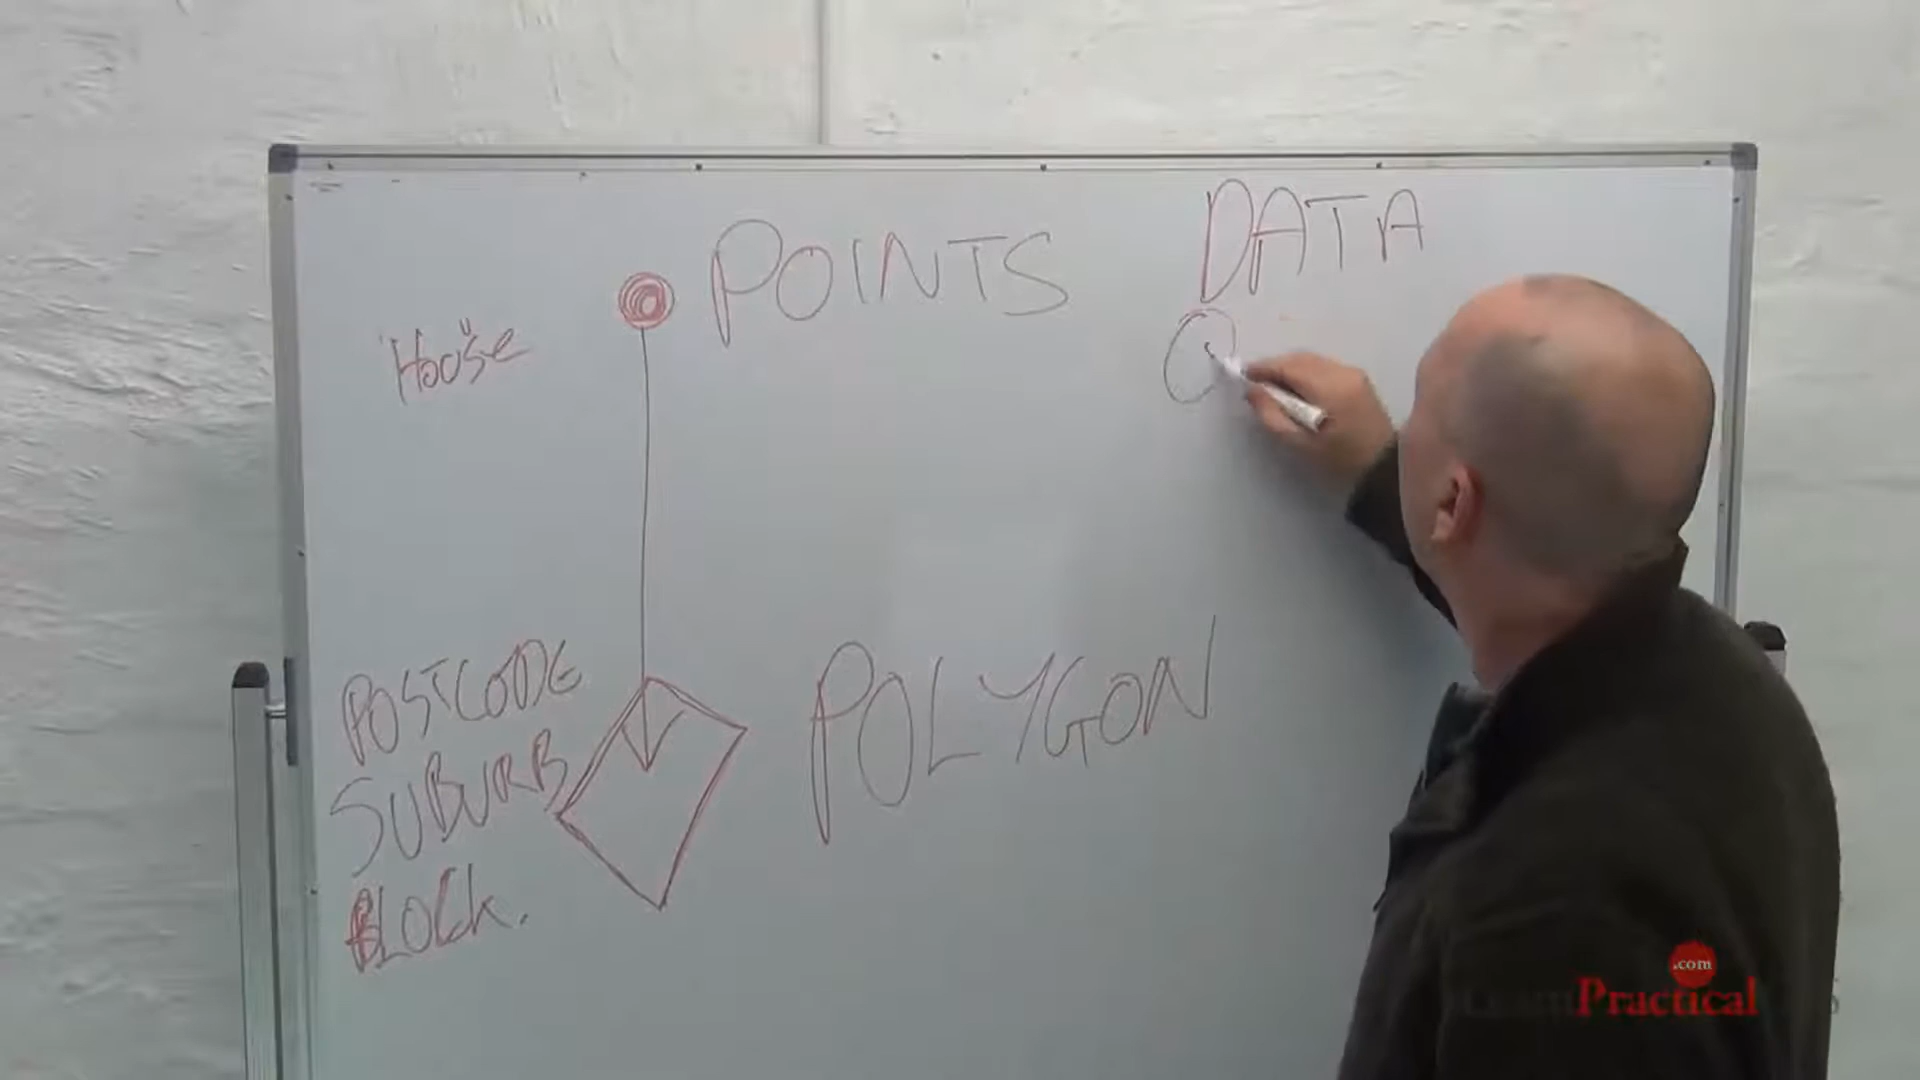 DATA
POINTS
"House"
POSTCODE
SUBURB
BLOCK.
POLYGON
.com
Practical